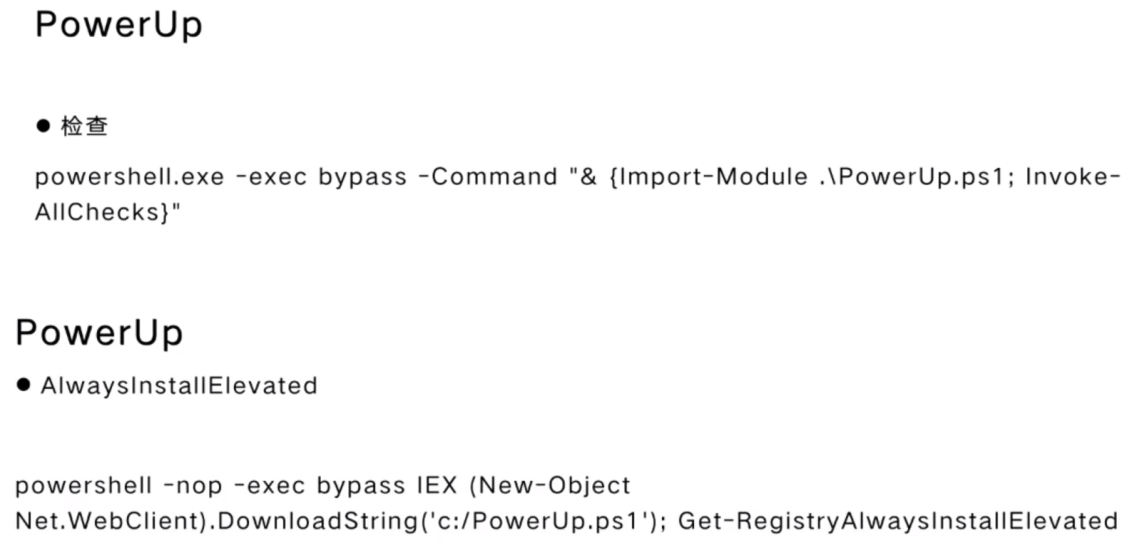 PowerUp
● 检查
powershell.exe -exec bypass -Command "& {Import-Module .\PowerUp.ps1; Invoke-
AllChecks}"
PowerUp
● AlwaysInstallElevated
powershell -nop -exec bypass IEX (New-Object
Net.WebClient).DownloadString('c:/PowerUp.ps1'); Get-RegistryAlwaysInstallElevated